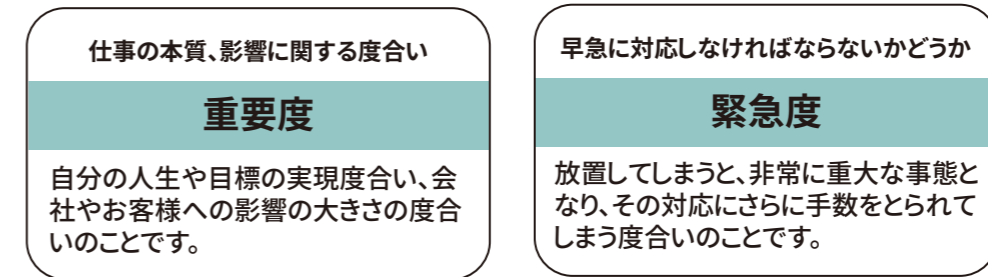 仕事の本質、影響に関する度合い
重要度
自分の人生や目標の実現度合い、会
社やお客様への影響の大きさの度合
いのことです。
早急に対応しなければならないかどうか
緊急度
放置してしまうと、非常に重大な事態と
なり、その対応にさらに手数をとられて
しまう度合いのことです。